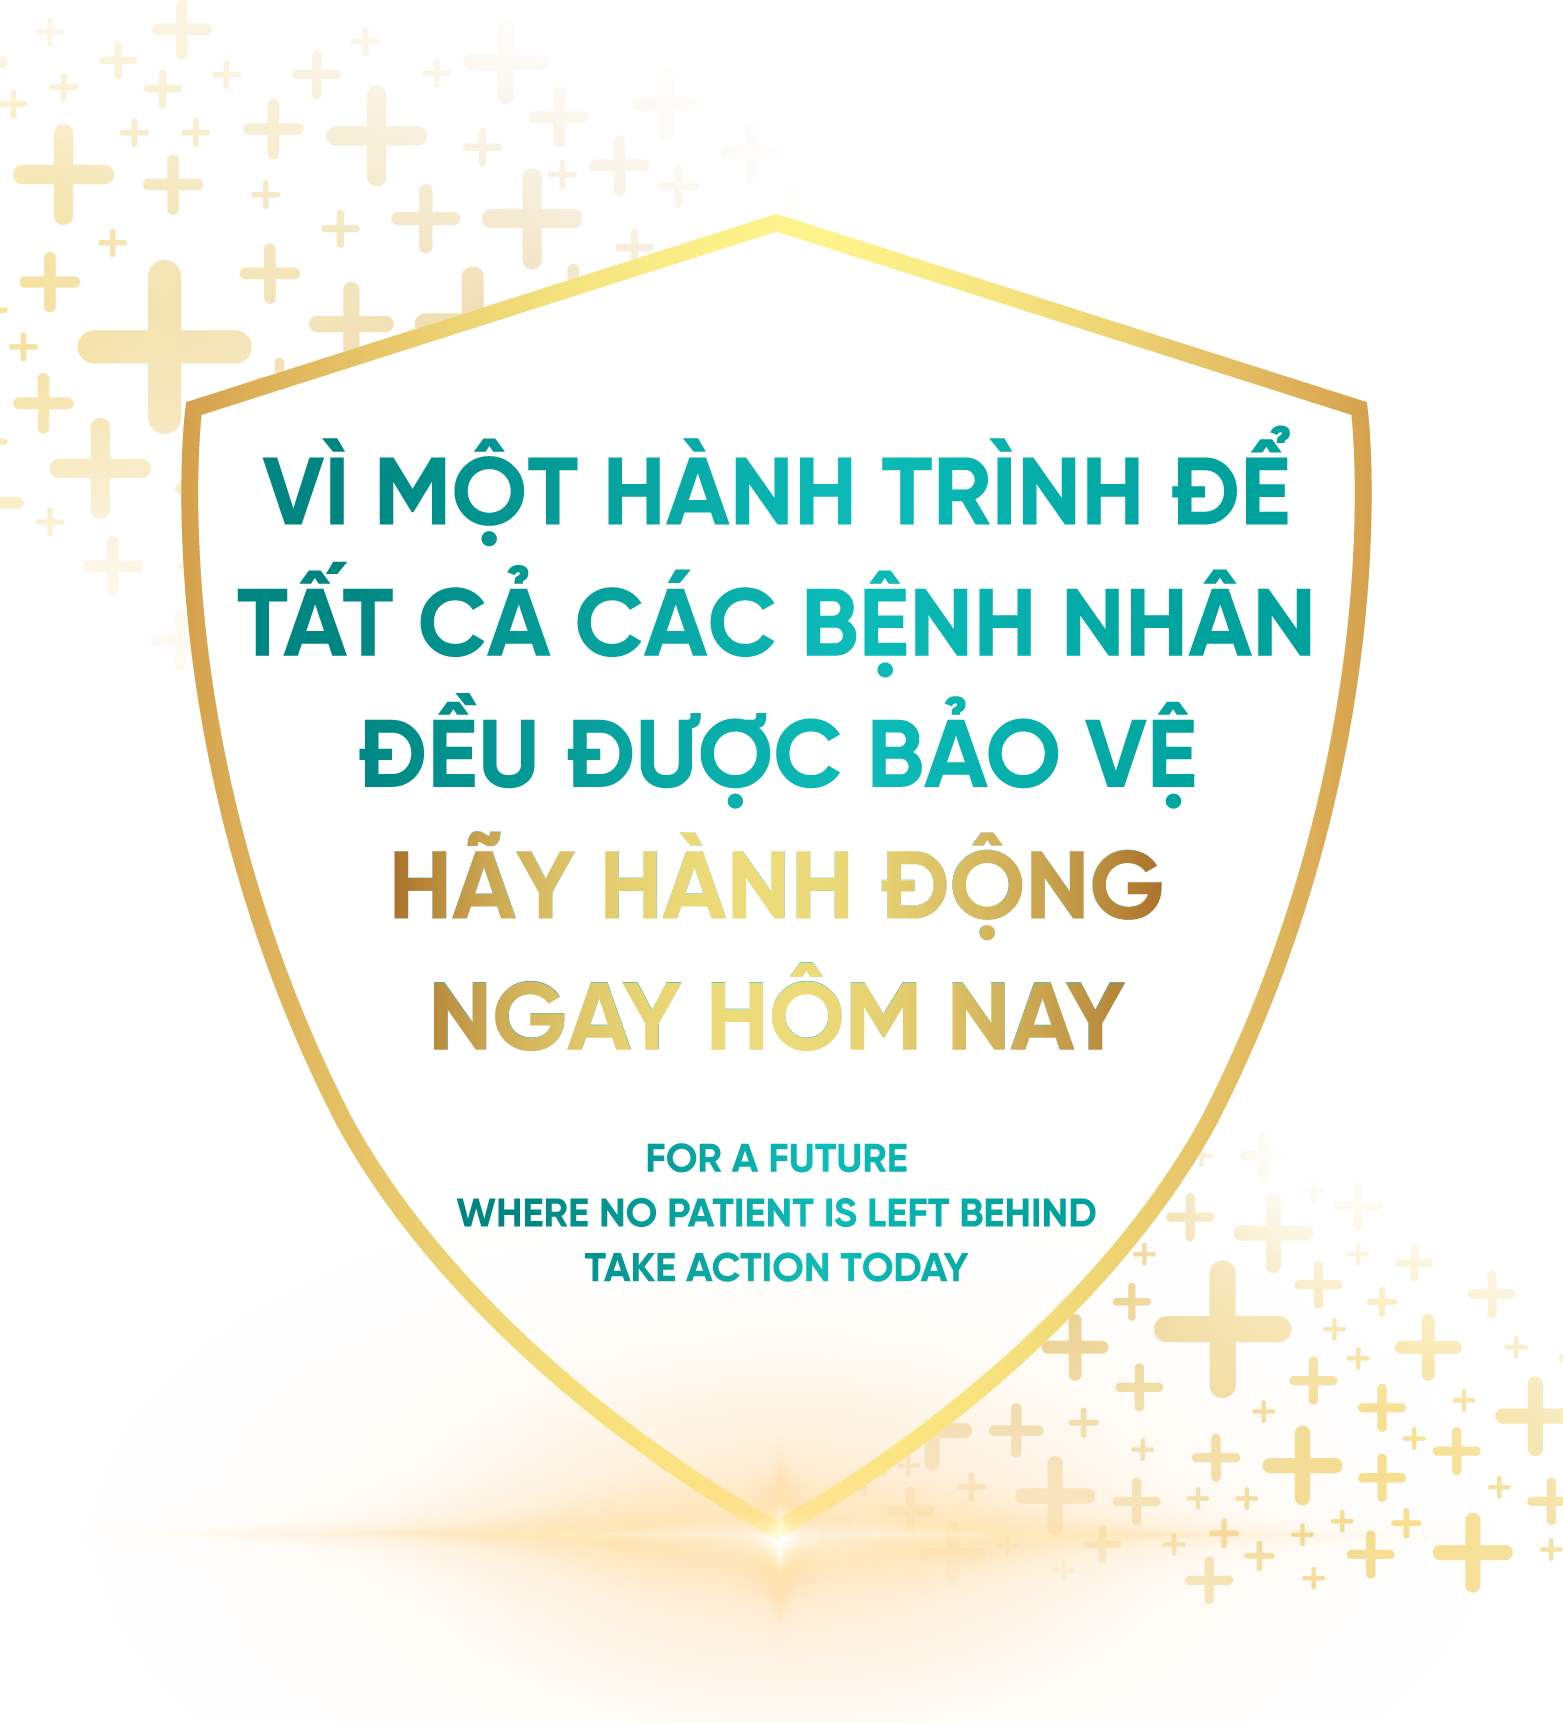 VÌ MỘT HÀNH TRÌNH ĐỂ
TẤT CẢ CÁC BỆNH NHÂN
ĐỀU ĐƯỢC BẢO VỆ
HÃY HÀNH ĐỘNG
NGAY HÔM NAY
FOR A FUTURE
WHERE NO PATIENT IS LEFT BEHIND
TAKE ACTION TODAY